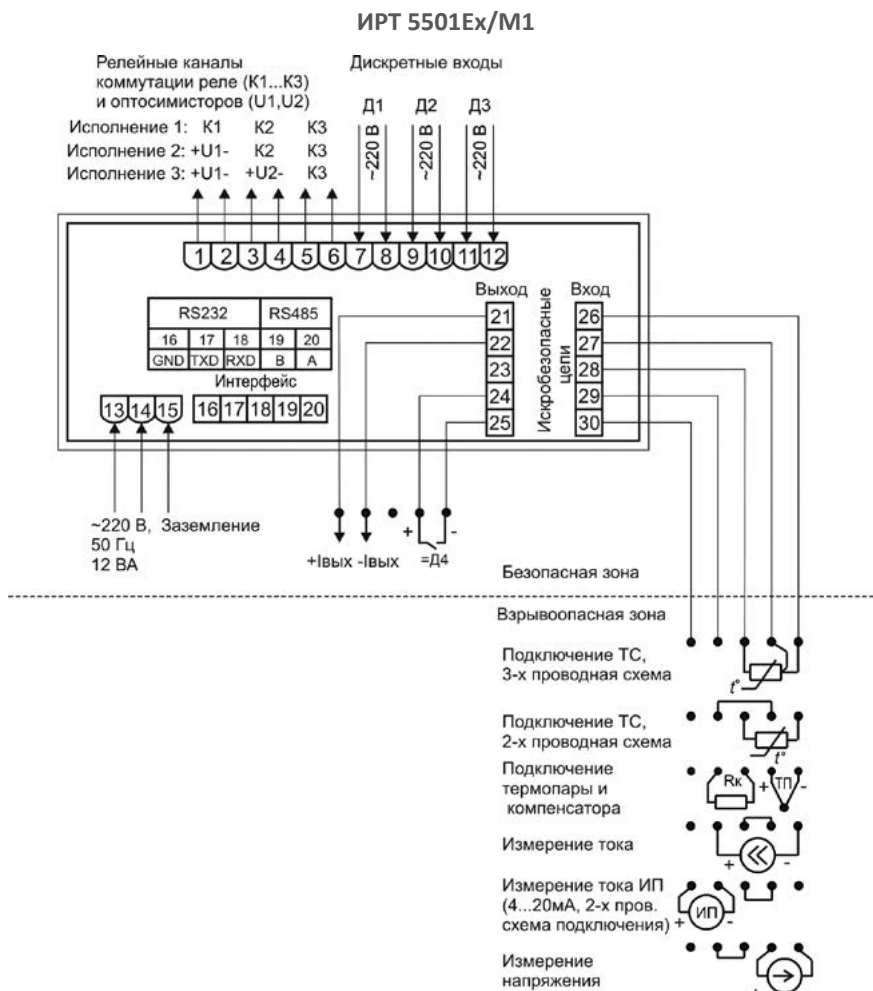 ИРТ 5501Ex/М1
Релейные каналы
коммутации реле (К1...К3)
и оптосимисторов (U1,U2)
Дискретные входы
Исполнение 1: К1 К2 К3
Исполнение 2: +U1- К2 К3
Исполнение 3: +U1- +U2- К3
Д1 Д2 Д3
~220 В ~220 В ~220 В
1 2 3 4 5 6 7 8 9 10 11 12
RS232 RS485
16 17 18 19 20
GND TXD RXD B A
Интерфейс
13 14 15
16 17 18 19 20
Выход
21
22
23
24
25
Искробезопасные
цепи
Вход
26
27
28
29
30
~220 В,
50 Гц
12 ВА
Заземление
+Iвых -Iвых
+ -
=Д4
Безопасная зона
Взрывоопасная зона
Подключение ТС,
3-х проводная схема
t°
Подключение ТС,
2-х проводная схема
t°
Подключение
термопары и
компенсатора
Rк + ТП -
Измерение тока
+ -
Измерение тока ИП
(4...20мА, 2-х пров.
схема подключения)
+ ИП -
Измерение
напряжения